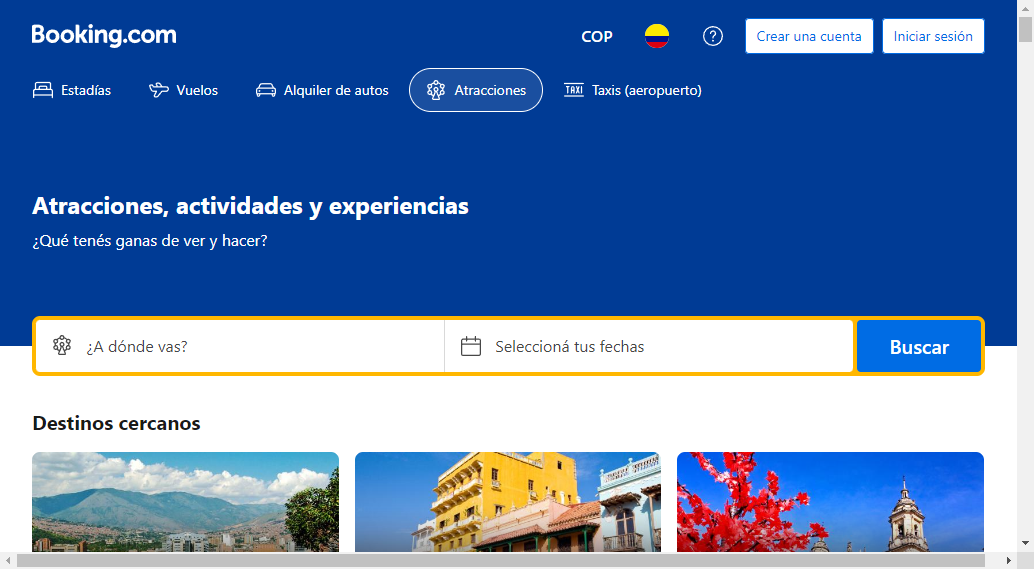 Booking.com
COP
Crear una cuenta
Iniciar sesión
Estadías
Vuelos
Alquiler de autos
Atracciones
TAXI
Taxis (aeropuerto)
Atracciones, actividades y experiencias
¿Qué tenés ganas de ver y hacer?
¿A dónde vas?
Seleccioná tus fechas
Buscar
Destinos cercanos